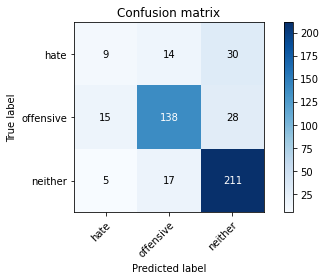 Confusion matrix
hate 9 14 30
offensive 15 138 28
neither 5 17 211
hate offensive neither
True label
Predicted label
200
175
150
125
100
75
50
25